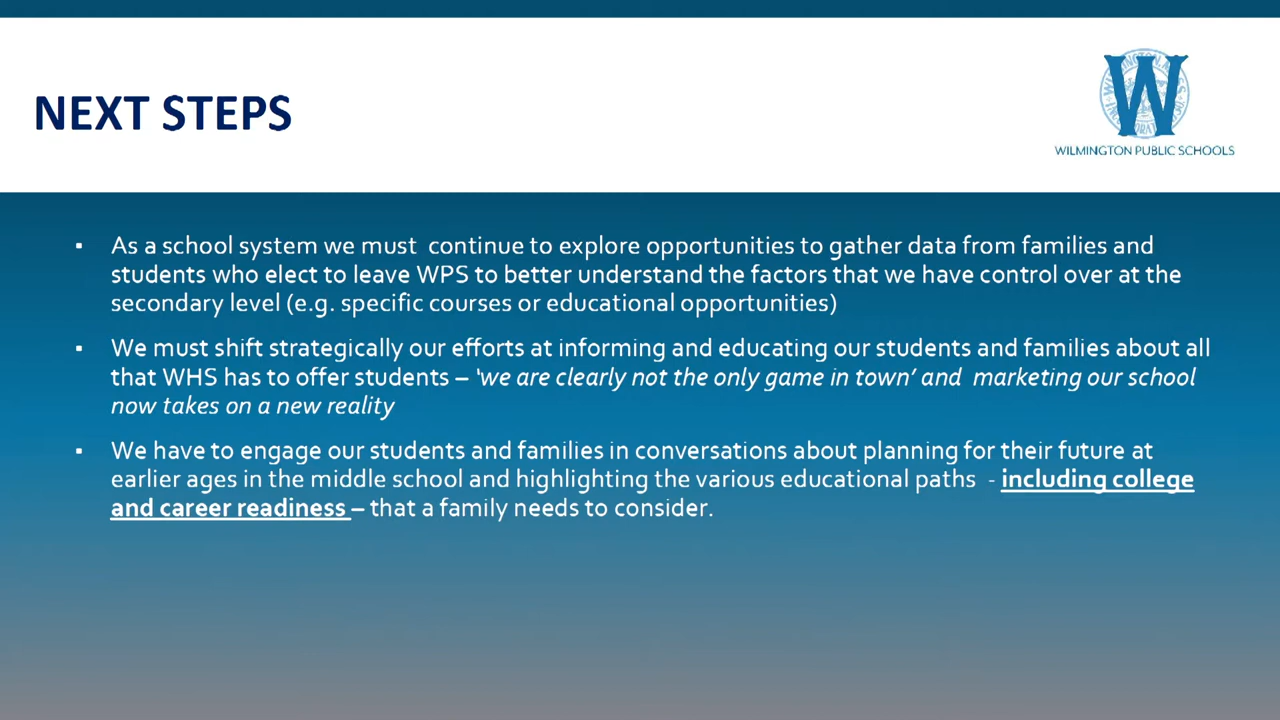 NEXT STEPS
W
WILMINGTON PUBLIC SCHOOLS
▪ As a school system we must  continue to explore opportunities to gather data from families and
students who elect to leave WPS to better understand the factors that we have control over at the
secondary level (e.g. specific courses or educational opportunities)
▪ We must shift strategically our efforts at informing and educating our students and families about all
that WHS has to offer students – ‘we are clearly not the only game in town’ and  marketing our school
now takes on a new reality
▪ We have to engage our students and families in conversations about planning for their future at
earlier ages in the middle school and highlighting the various educational paths  - including college
and career readiness – that a family needs to consider.